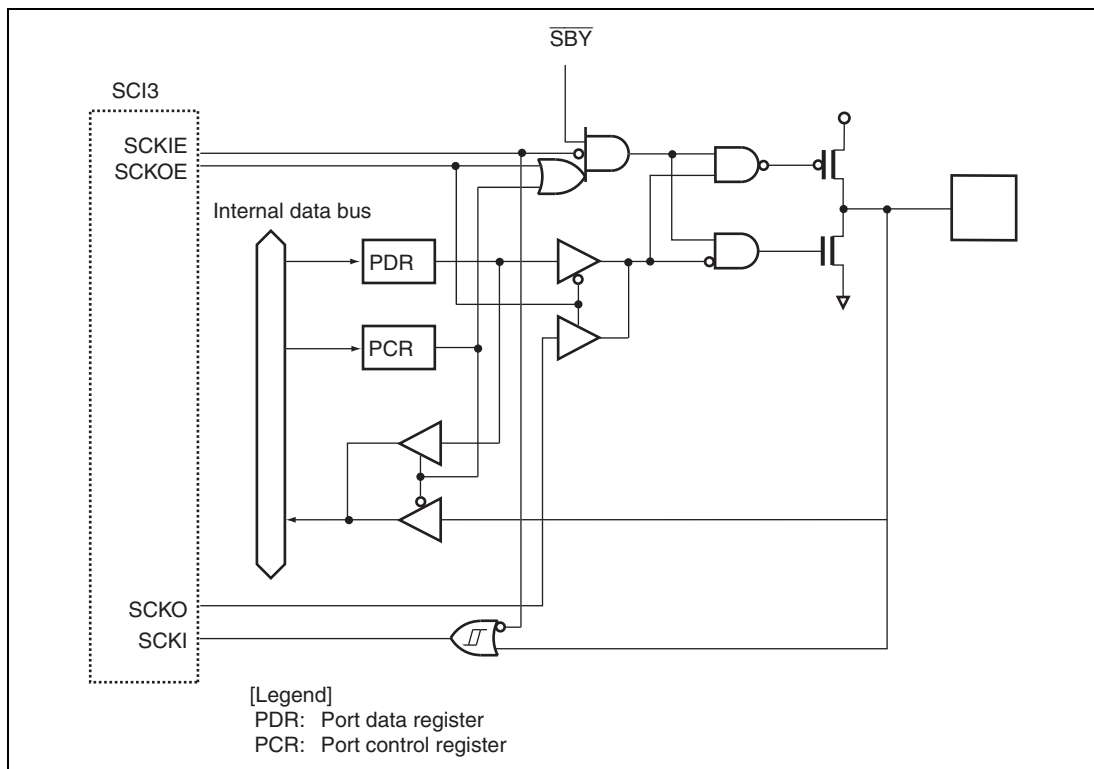 SBY
SCI3
SCKIE
SCKOE
Internal data bus
PDR
PCR
SCKO
SCKI
[Legend]
PDR: Port data register
PCR: Port control register